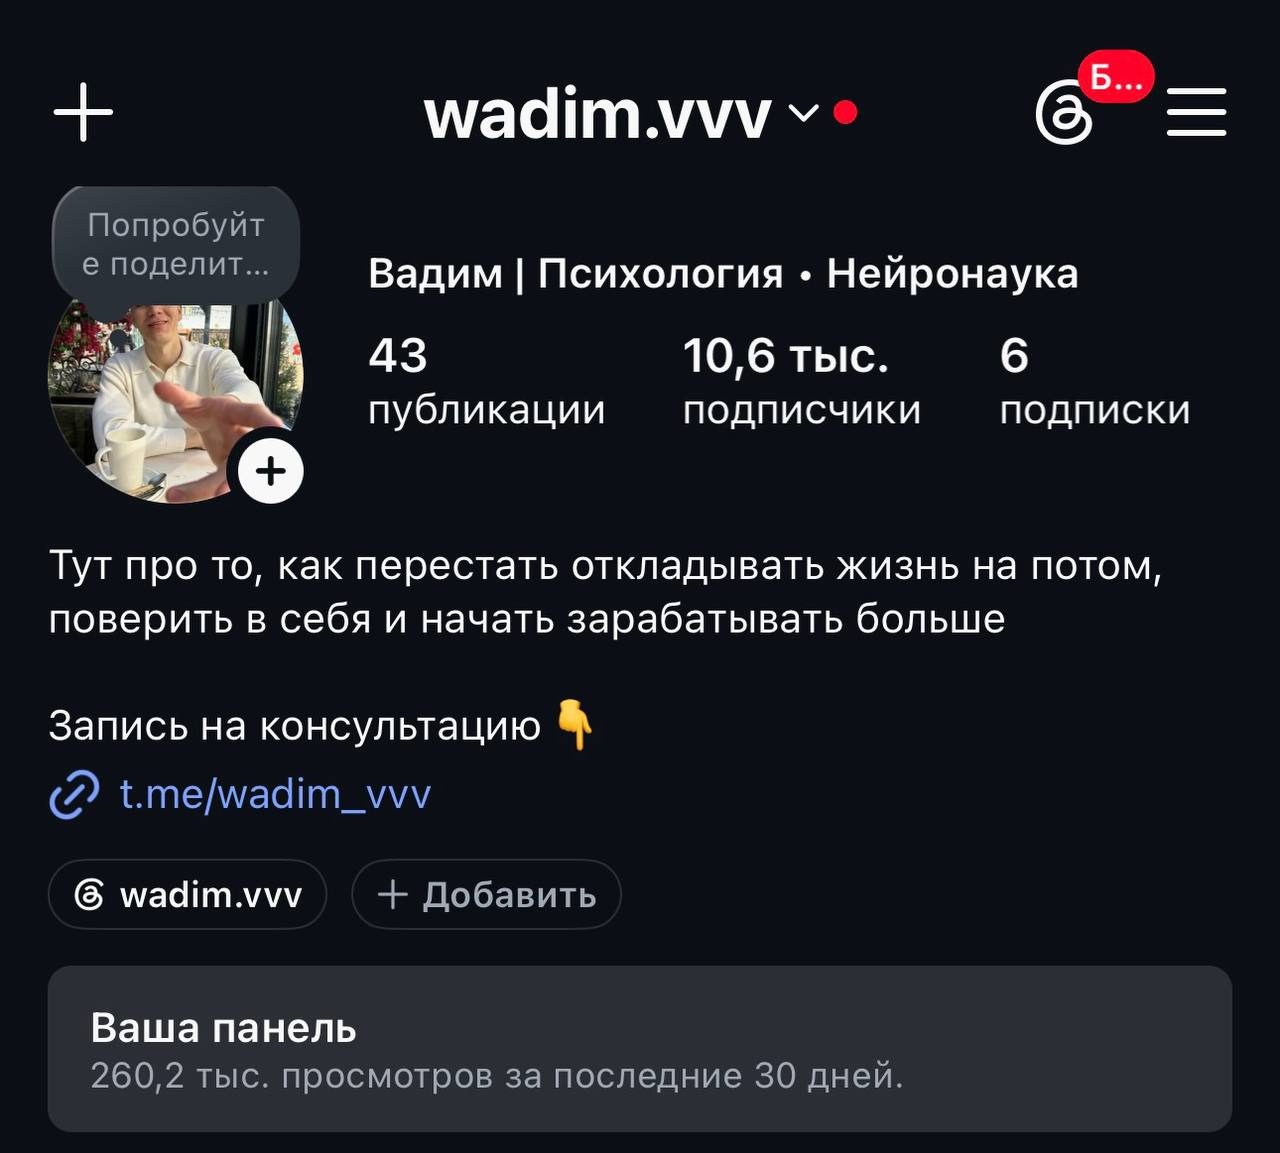 wadim.vvv
Б...
Попробуйт
е поделит...
Вадим | Психология • Нейронаука
43
публикации
10,6 тыс.
подписчики
6
подписки
Тут про то, как перестать откладывать жизнь на потом,
поверить в себя и начать зарабатывать больше
Запись на консультацию 👇
t.me/wadim_vvv
wadim.vvv
+ Добавить
Ваша панель
260,2 тыс. просмотров за последние 30 дней.